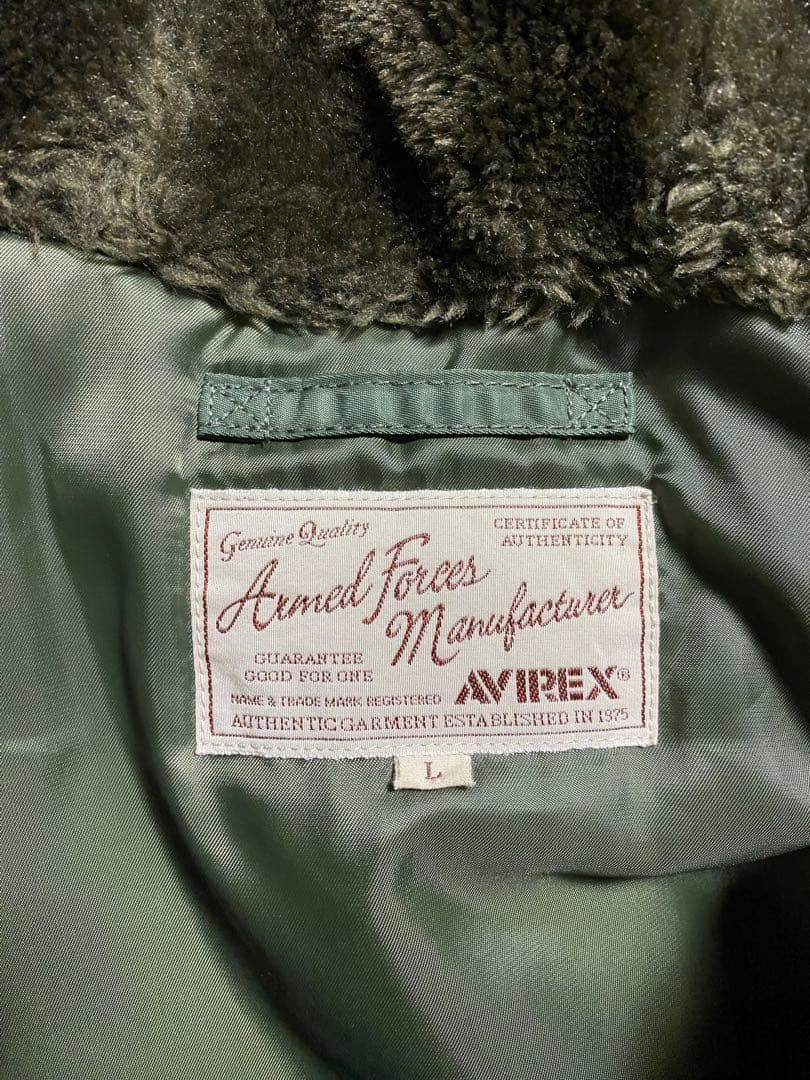 Genuine Quality
CERTIFICATE OF
AUTHENTICITY
Armed Forces
Manufacturer
GUARANTEE
GOOD FOR ONE
NAME & TRADE MARK REGISTERED
AVIREX®
AUTHENTIC GARMENT ESTABLISHED IN 1975
L